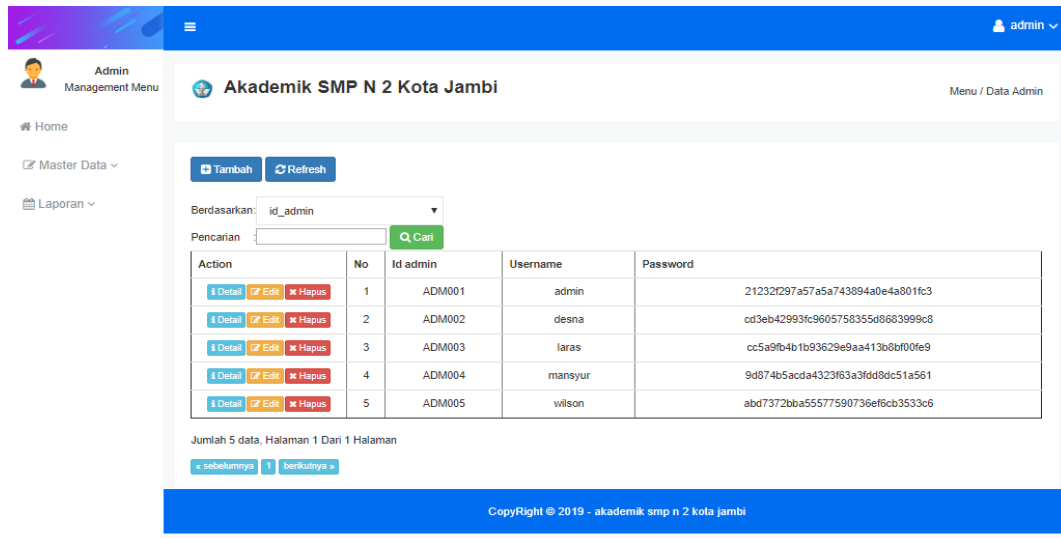 admin
Admin
Management Menu
Akademik SMP N 2 Kota Jambi
Menu / Data Admin
Home
Master Data
Laporan
Tambah Refresh
Berdasarkan: id_admin
Pencarian : Cari
Action No Id admin Username Password
Detail Edit Hapus 1 ADM001 admin 21232f297a57a5a743894a0e4a801fc3
Detail Edit Hapus 2 ADM002 desna cd3eb42993fc9605758355d8683999c8
Detail Edit Hapus 3 ADM003 laras cc5a9fb4b1b93629e9aa413b8bf00fe9
Detail Edit Hapus 4 ADM004 mansyur 9d874b5acda4323f63a3fdd8dc51a561
Detail Edit Hapus 5 ADM005 wilson abd7372bba55577590736ef6cb3533c6
Jumlah 5 data, Halaman 1 Dari 1 Halaman
« sebelumnya 1 berikutnya »
CopyRight © 2019 - akademik smp n 2 kota jambi